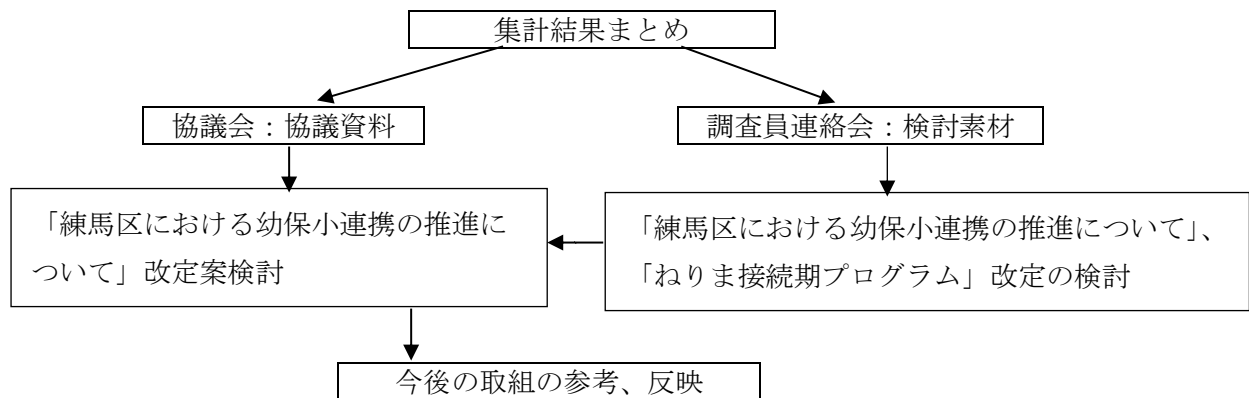 集計結果まとめ
協議会：協議資料
調査員連絡会：検討素材
「練馬区における幼保小連携の推進に
ついて」改定案検討
「練馬区における幼保小連携の推進について」、
「ねりま接続期プログラム」改定の検討
今後の取組の参考、反映